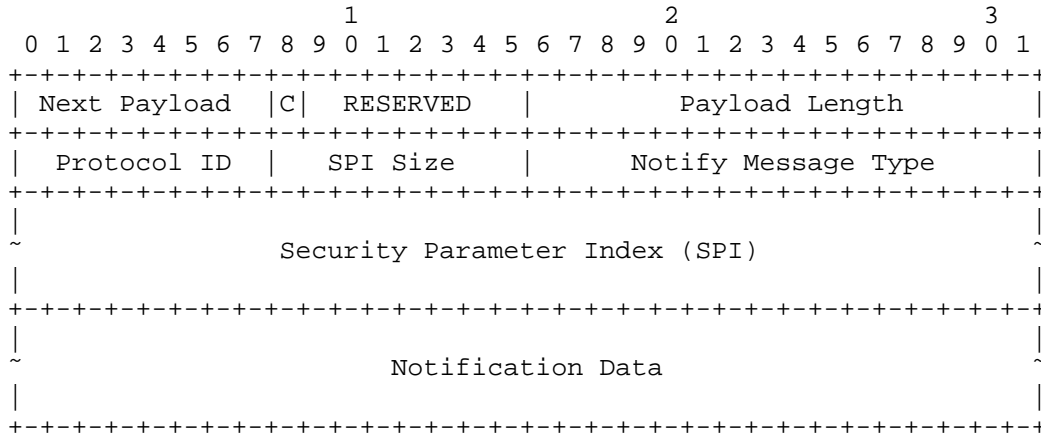 1                   2                   3
 0 1 2 3 4 5 6 7 8 9 0 1 2 3 4 5 6 7 8 9 0 1 2 3 4 5 6 7 8 9 0 1
+-+-+-+-+-+-+-+-+-+-+-+-+-+-+-+-+-+-+-+-+-+-+-+-+-+-+-+-+-+-+-+-+
| Next Payload  |C|  RESERVED   |         Payload Length        |
+-+-+-+-+-+-+-+-+-+-+-+-+-+-+-+-+-+-+-+-+-+-+-+-+-+-+-+-+-+-+-+-+
|  Protocol ID  |   SPI Size    |      Notify Message Type      |
+-+-+-+-+-+-+-+-+-+-+-+-+-+-+-+-+-+-+-+-+-+-+-+-+-+-+-+-+-+-+-+-+
|                                                               |
~                Security Parameter Index (SPI)                 ~
|                                                               |
+-+-+-+-+-+-+-+-+-+-+-+-+-+-+-+-+-+-+-+-+-+-+-+-+-+-+-+-+-+-+-+-+
|                                                               |
~                       Notification Data                       ~
|                                                               |
+-+-+-+-+-+-+-+-+-+-+-+-+-+-+-+-+-+-+-+-+-+-+-+-+-+-+-+-+-+-+-+-+